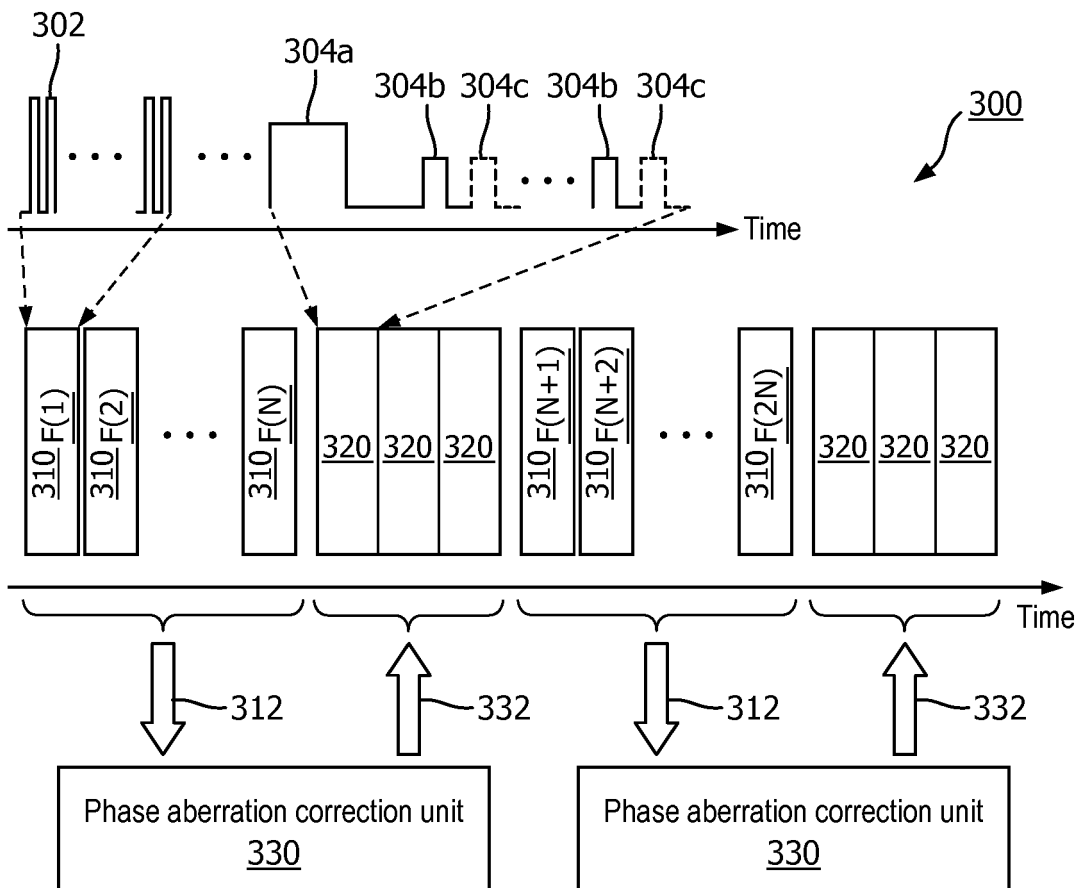 302
304a
304b
304c
304b
304c
300
Time
310 F(1)
310 F(2)
310 F(N)
320
320
320
310 F(N+1)
310 F(N+2)
310 F(2N)
320
320
320
Time
312
332
312
332
Phase aberration correction unit
330
Phase aberration correction unit
330